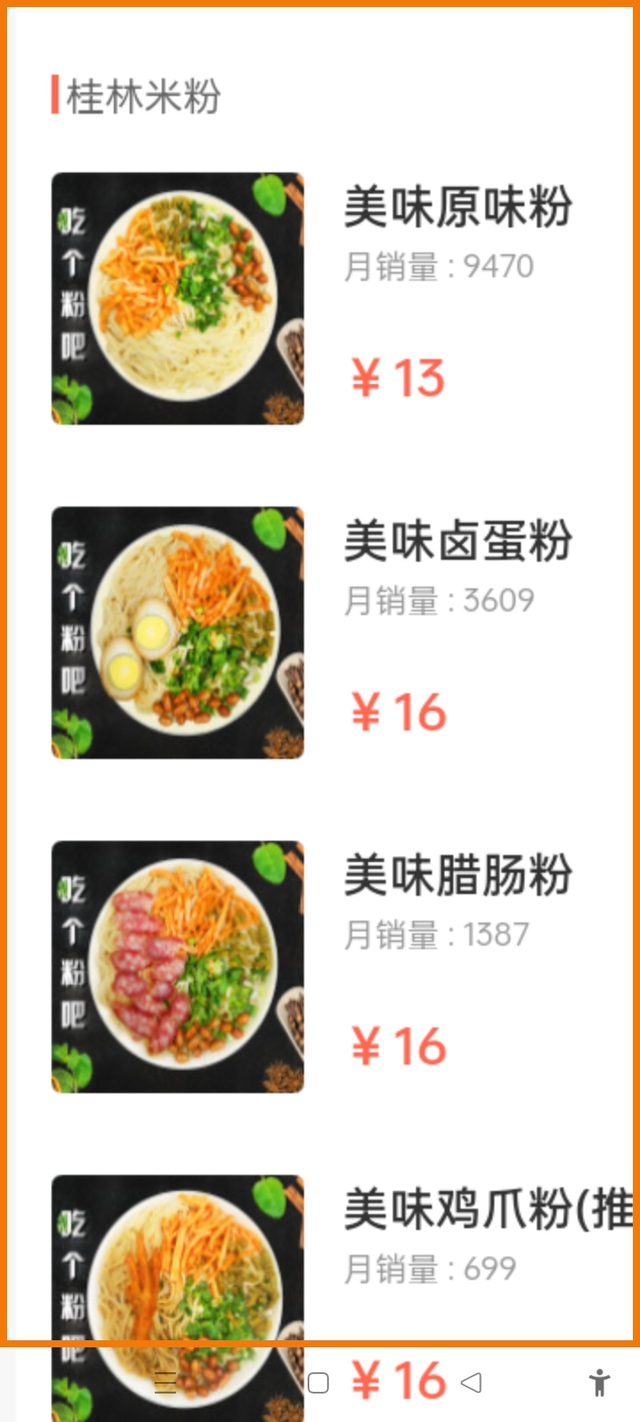 桂林米粉
吃个粉吧
美味原味粉
月销量 : 9470
¥ 13
吃个粉吧
美味卤蛋粉
月销量 : 3609
¥ 16
吃个粉吧
美味腊肠粉
月销量 : 1387
¥ 16
吃个粉吧
美味鸡爪粉(推
月销量 : 699
¥ 16